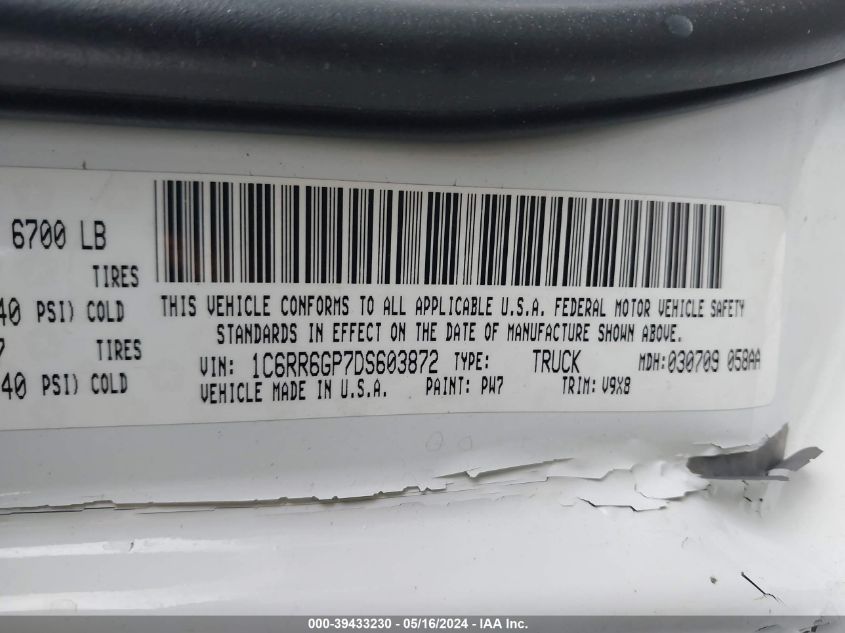 6700 LB
TIRES
40 PSI) COLD
7 TIRES
40 PSI) COLD
THIS VEHICLE CONFORMS TO ALL APPLICABLE U.S.A. FEDERAL MOTOR VEHICLE SAFETY
STANDARDS IN EFFECT ON THE DATE OF MANUFACTURE SHOWN ABOVE.
VIN: 1C6RR6GP7DS603872 TYPE: TRUCK MDH:030709 058AA
VEHICLE MADE IN U.S.A. PAINT: PW7 TRIM: V9X8
000-39433230 - 05/16/2024 - IAA Inc.